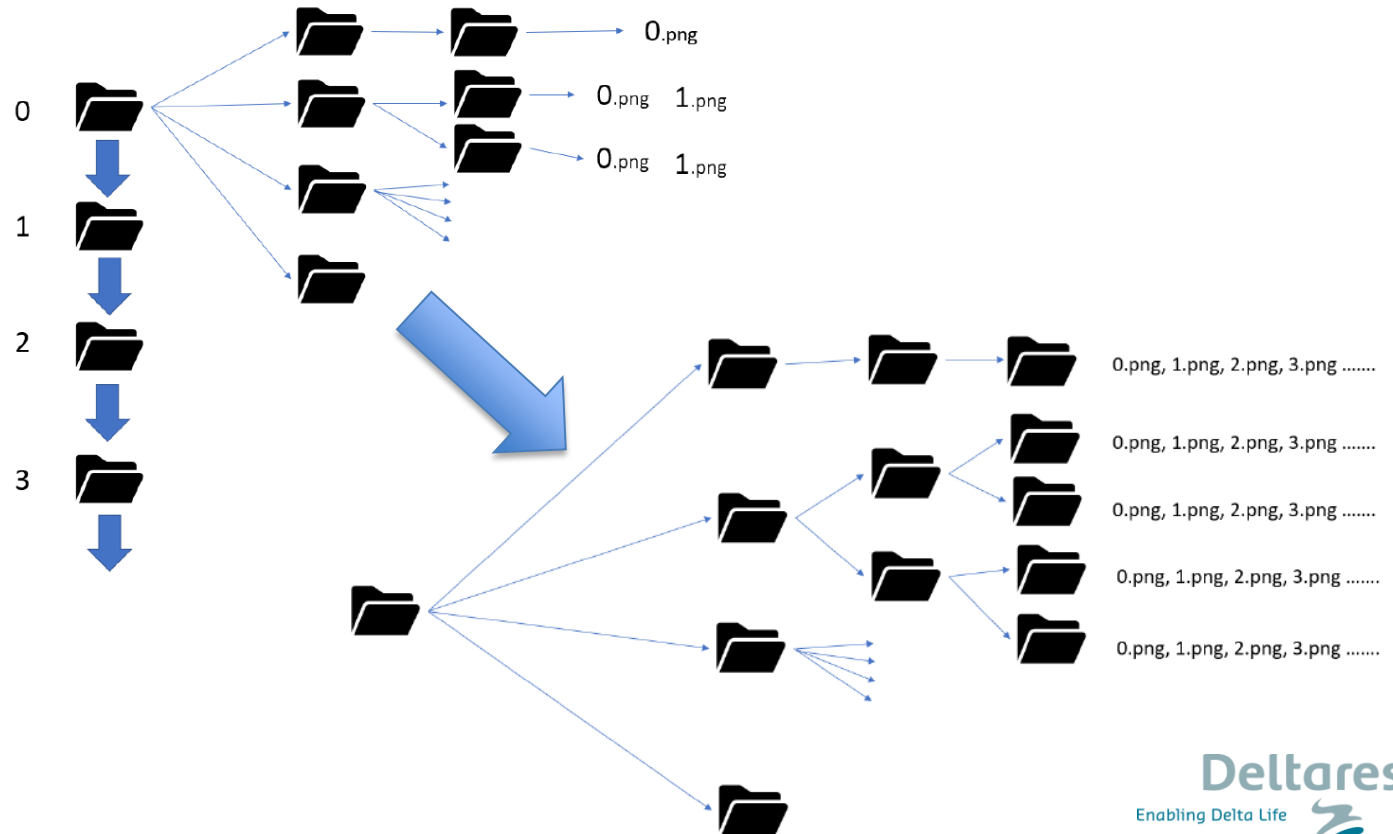 0.png
0
0.png 1.png
0.png 1.png
1
2
3
0.png, 1.png, 2.png, 3.png .......
0.png, 1.png, 2.png, 3.png .......
0.png, 1.png, 2.png, 3.png .......
0.png, 1.png, 2.png, 3.png .......
0.png, 1.png, 2.png, 3.png .......
Deltares
Enabling Delta Life